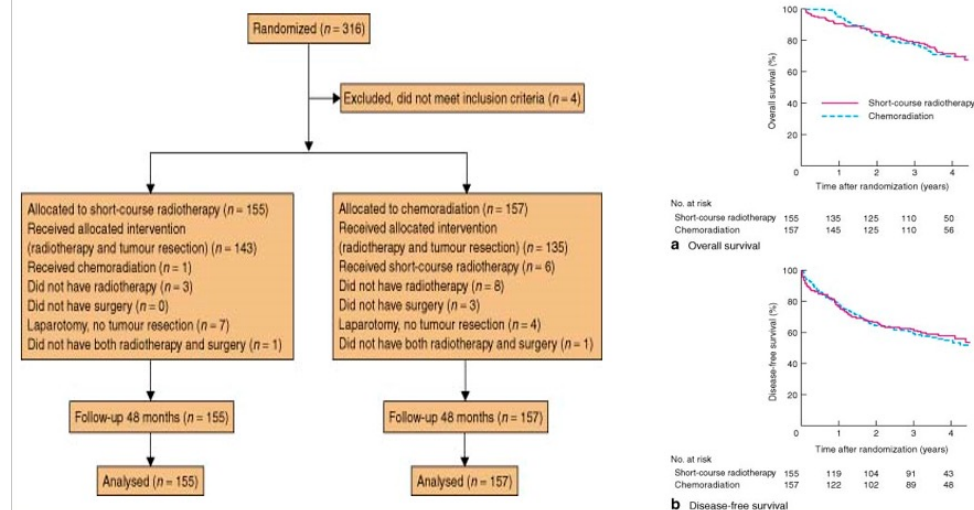 Randomized (n = 316)
Excluded, did not meet inclusion criteria (n = 4)
Allocated to short-course radiotherapy (n = 155)
Received allocated intervention
(radiotherapy and tumour resection) (n = 143)
Received chemoradiation (n = 1)
Did not have radiotherapy (n = 3)
Did not have surgery (n = 0)
Laparotomy, no tumour resection (n = 7)
Did not have both radiotherapy and surgery (n = 1)
Allocated to chemoradiation (n = 157)
Received allocated intervention
(radiotherapy and tumour resection) (n = 135)
Received short-course radiotherapy (n = 6)
Did not have radiotherapy (n = 8)
Did not have surgery (n = 3)
Laparotomy, no tumour resection (n = 4)
Did not have both radiotherapy and surgery (n = 1)
Follow-up 48 months (n = 155)
Follow-up 48 months (n = 157)
Analysed (n = 155)
Analysed (n = 157)
100
80
60
40
20
Overall survival (%)
Short-course radiotherapy
Chemoradiation
0 1 2 3 4
Time after randomization (years)
No. at risk
Short-course radiotherapy 155 135 125 110 50
Chemoradiation 157 145 125 110 56
a Overall survival
100
80
60
40
20
Disease-free survival (%)
0 1 2 3 4
Time after randomization (years)
No. at risk
Short-course radiotherapy 155 119 104 91 43
Chemoradiation 157 122 102 89 48
b Disease-free survival